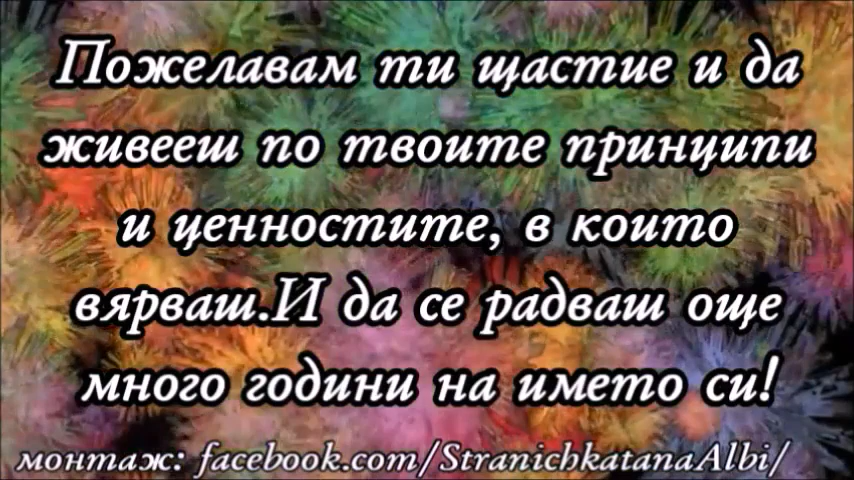 Пожелавам ти щастие и да
живееш по твоите принципи
и ценностите, в които
вярваш.И да се радваш още
много години на името си!
монтаж: facebook.com/StranichkatanaAlbi/